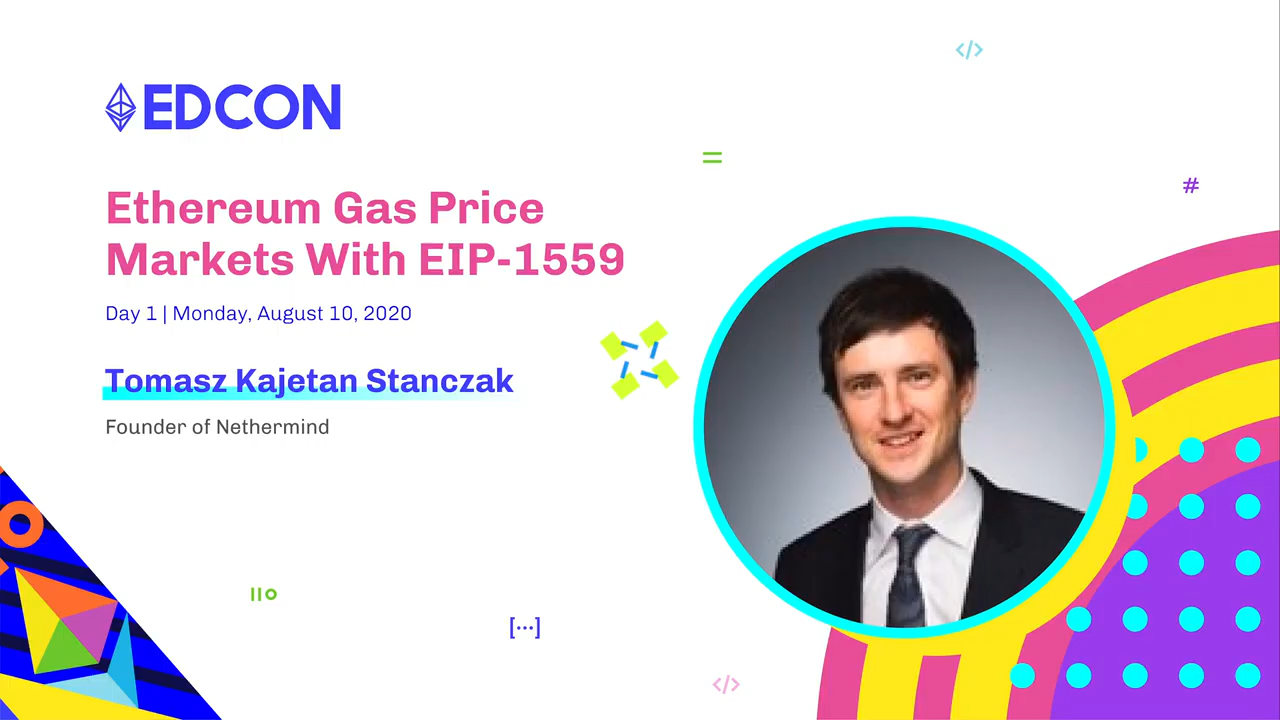 EDCON
Ethereum Gas Price
Markets With EIP-1559
Day 1 | Monday, August 10, 2020
Tomasz Kajetan Stanczak
Founder of Nethermind